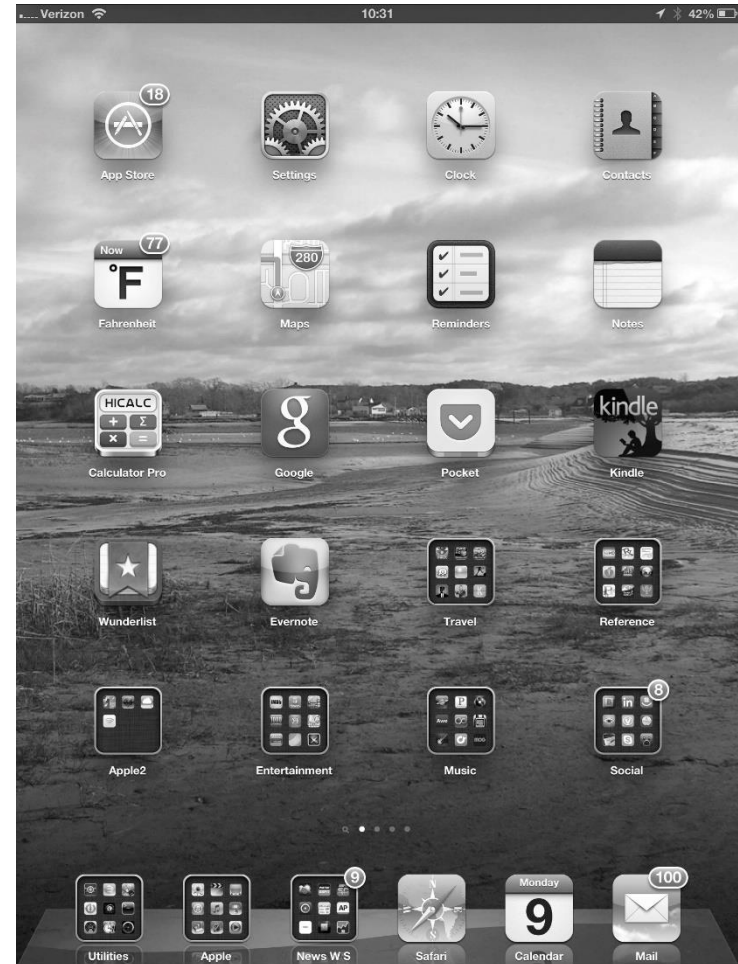 Verizon 10:31 42%
18
App Store Settings Clock Contacts
Now 77
280
°F
Fahrenheit Maps Reminders Notes
HICALC
+ Σ
× =
g
kindle
Calculator Pro Google Pocket Kindle
Wunderlist Evernote Travel Reference
8
in
P
Apple2 Entertainment Music Social
9
100
Monday
9
AP
N
Utilities Apple News W S Safari Calendar Mail